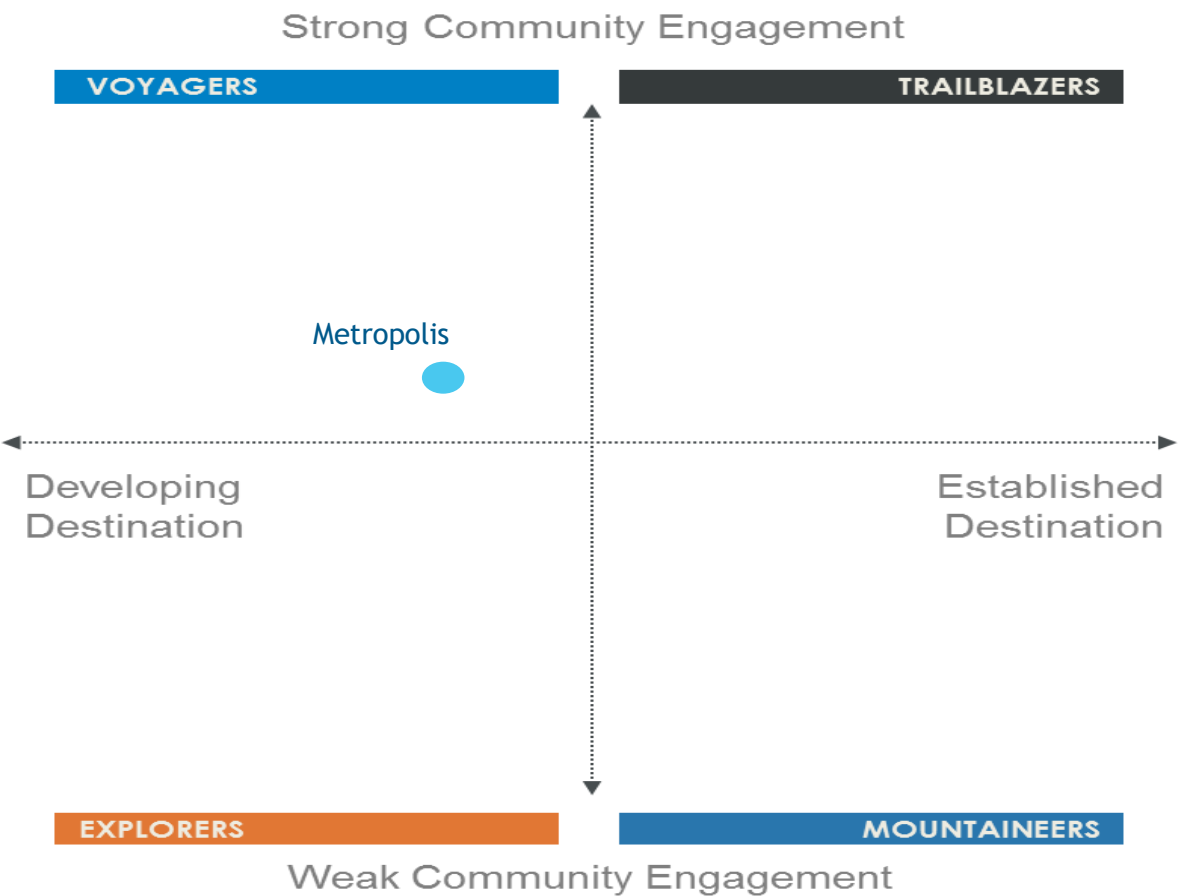 Strong Community Engagement
VOYAGERS
TRAILBLAZERS
Metropolis
Developing
Destination
Established
Destination
EXPLORERS
MOUNTAINEERS
Weak Community Engagement